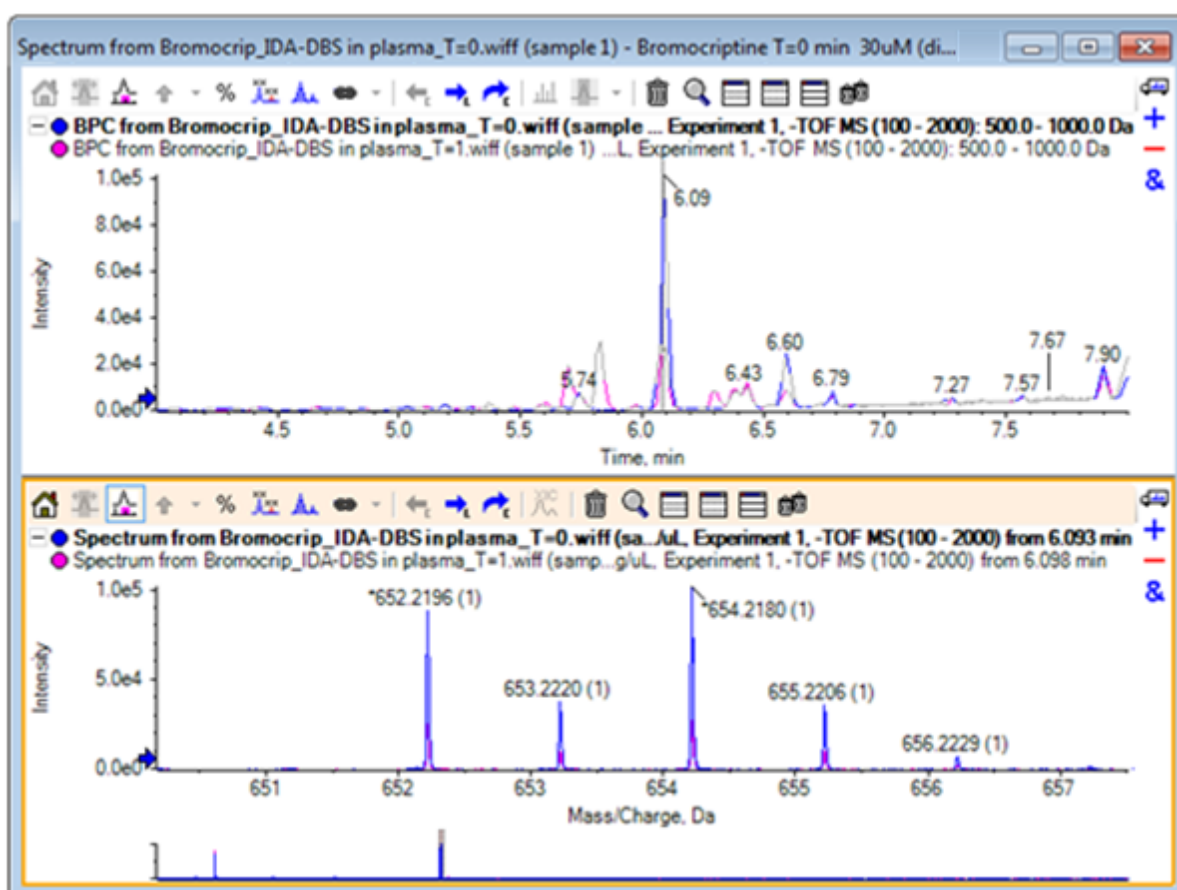 Spectrum from Bromocrip_IDA-DBS in plasma_T=0.wiff (sample 1) - Bromocriptine T=0 min 30uM (di...
%
BPC from Bromocrip_IDA-DBS in plasma_T=0.wiff (sample ... Experiment 1, -TOF MS (100 - 2000): 500.0 - 1000.0 Da
BPC from Bromocrip_IDA-DBS in plasma_T=1.wiff (sample 1) ...L, Experiment 1, -TOF MS (100 - 2000): 500.0 - 1000.0 Da
&
1.0e5
6.09
8.0e4
6.0e4
Intensity
4.0e4
6.60
7.67
7.90
2.0e4
5.74
6.43
6.79
7.27
7.57
0.0e0
4.5 5.0 5.5 6.0 6.5 7.0 7.5
Time, min
%
Spectrum from Bromocrip_IDA-DBS in plasma_T=0.wiff (sa.../uL, Experiment 1, -TOF MS (100 - 2000) from 6.093 min
Spectrum from Bromocrip_IDA-DBS in plasma_T=1.wiff (samp...g/uL, Experiment 1, -TOF MS (100 - 2000) from 6.098 min
&
1.0e5
*652.2196 (1)
*654.2180 (1)
Intensity
5.0e4
653.2220 (1)
655.2206 (1)
656.2229 (1)
0.0e0
651 652 653 654 655 656 657
Mass/Charge, Da